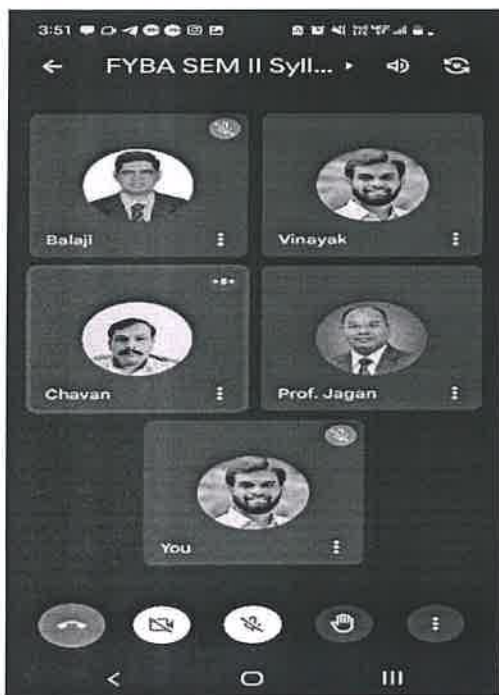 3:51
FYBA SEM II Syll...
Balaji
Vinayak
Chavan
Prof. Jagan
You